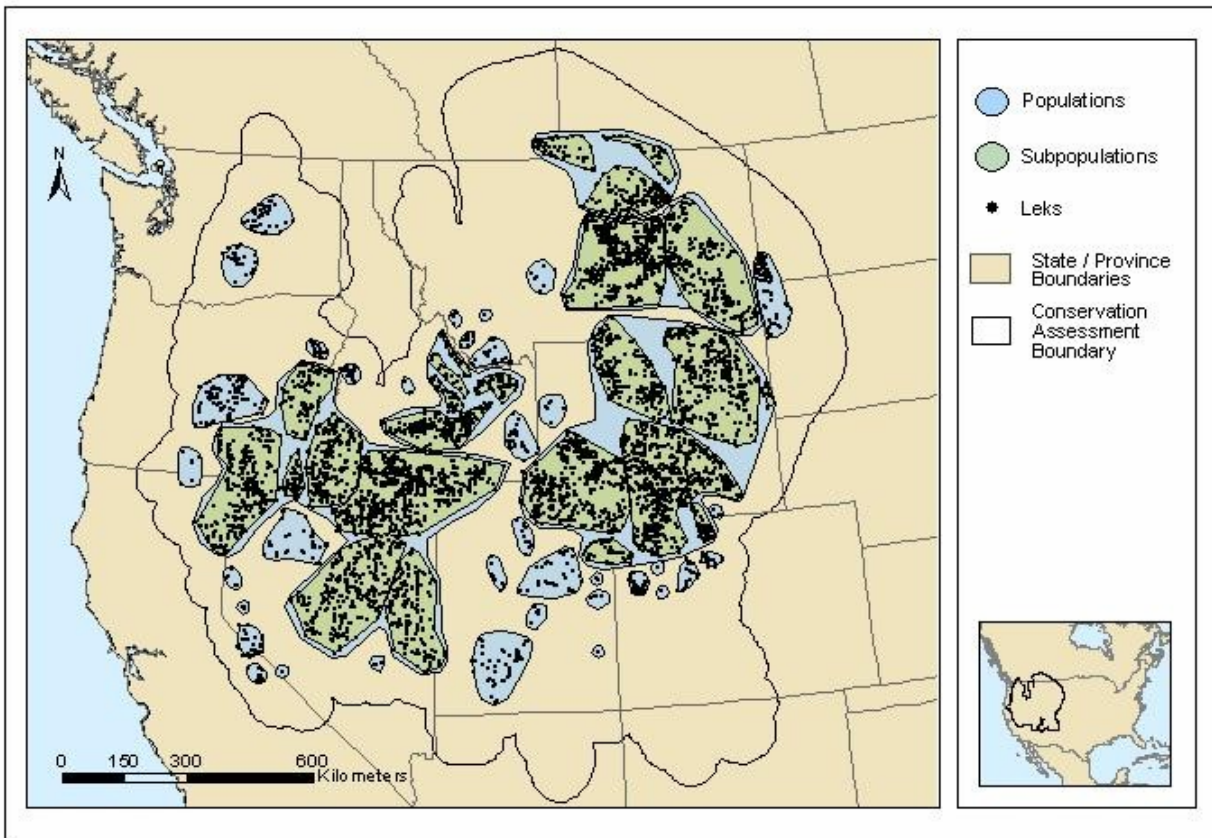 N
0 150 300 600
Kilometers
Populations
Subpopulations
Leks
State / Province
Boundaries
Conservation
Assessment
Boundary